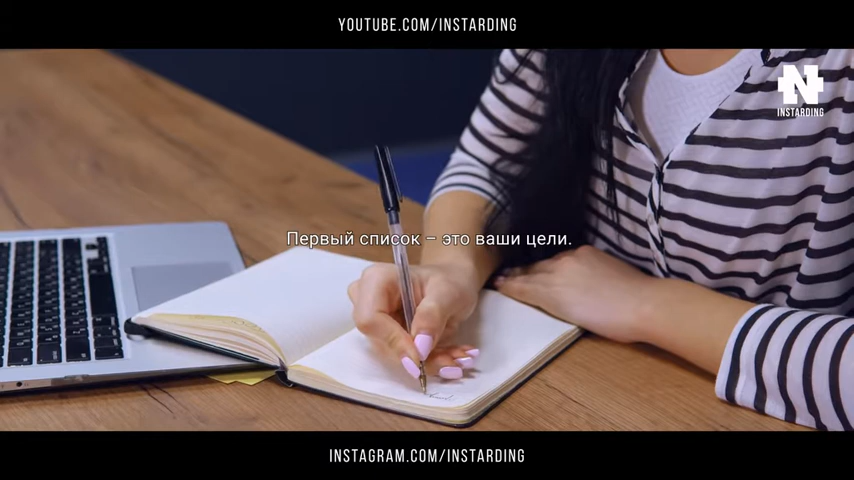 YOUTUBE.COM/INSTARDING
N
INSTARDING
Первый список – это ваши цели.
INSTAGRAM.COM/INSTARDING